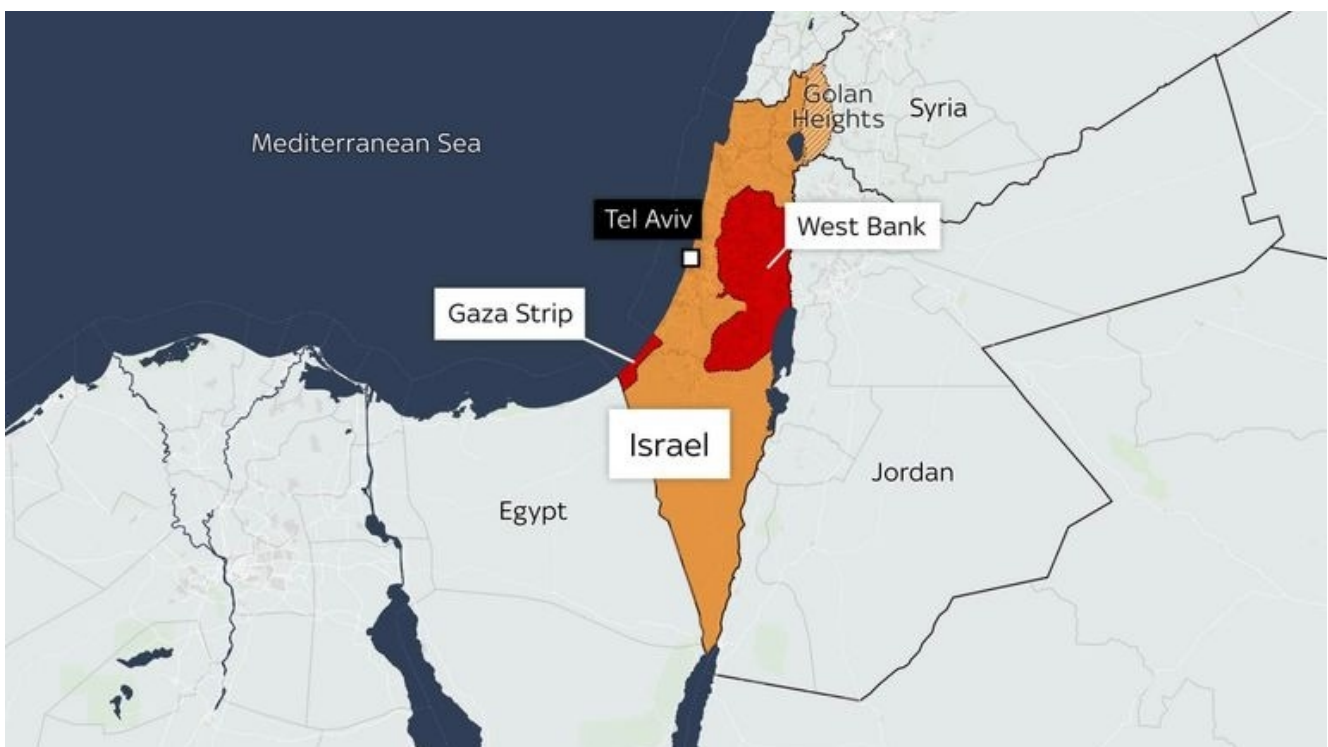 Golan
Heights
Syria
Mediterranean Sea
Tel Aviv
West Bank
Gaza Strip
Israel
Jordan
Egypt